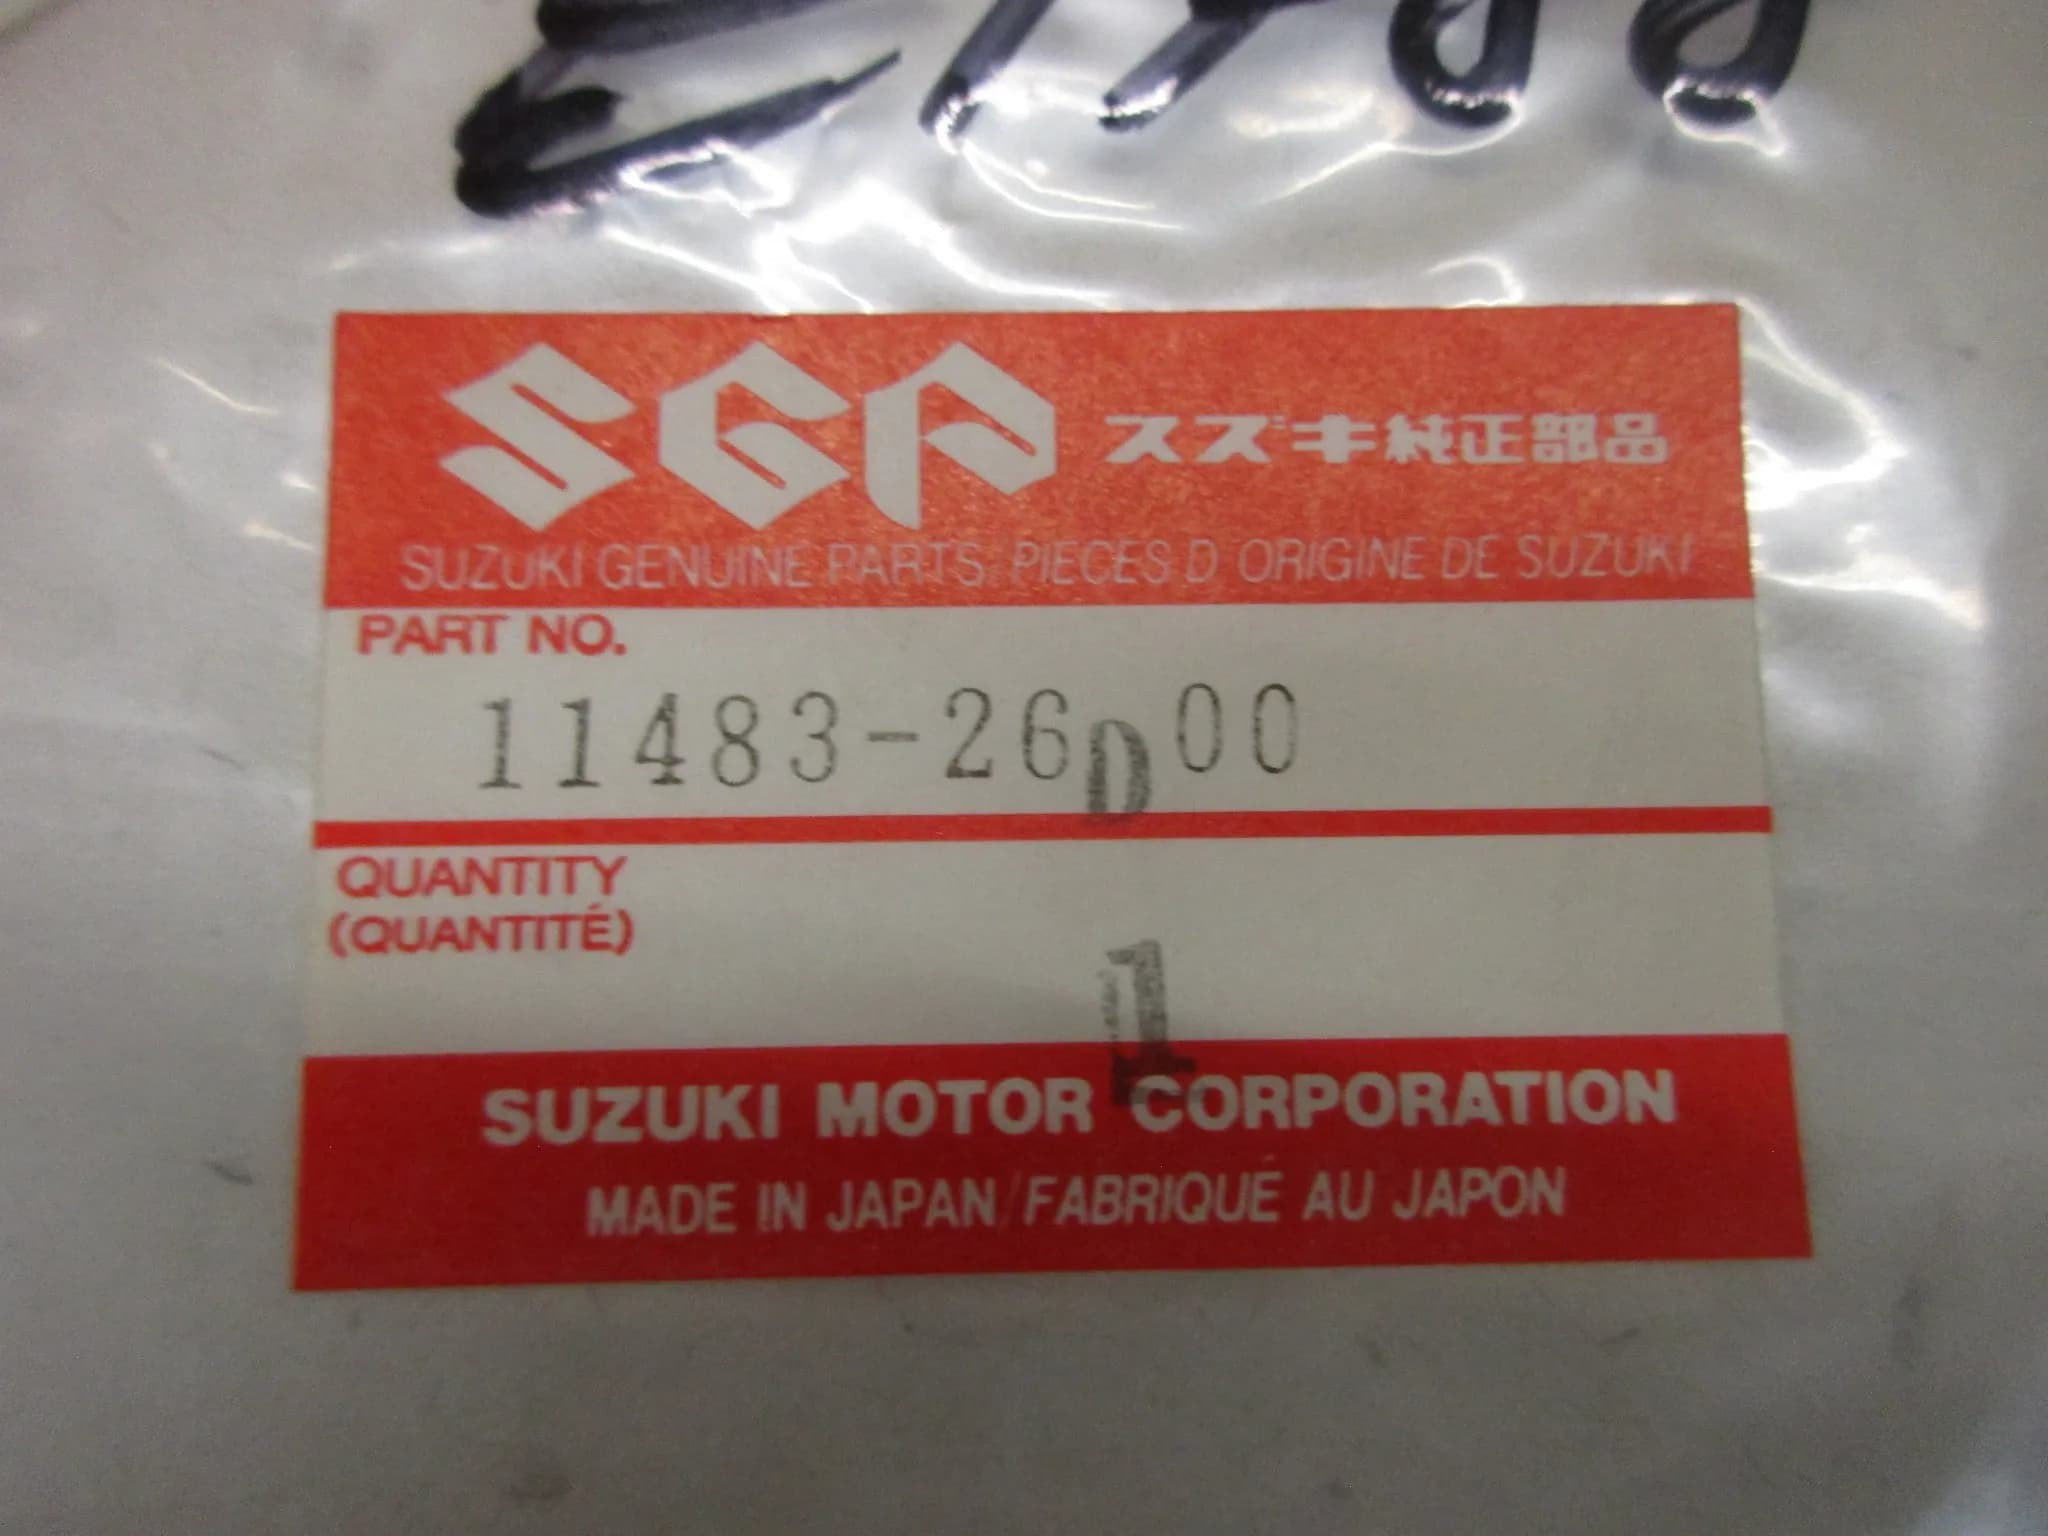 SGP スズキ純正部品
SUZUKI GENUINE PARTS/PIECES D'ORIGINE DE SUZUKI
PART NO.
11483-26D00
QUANTITY
(QUANTITÉ)
1
SUZUKI MOTOR CORPORATION
MADE IN JAPAN/FABRIQUÉ AU JAPON